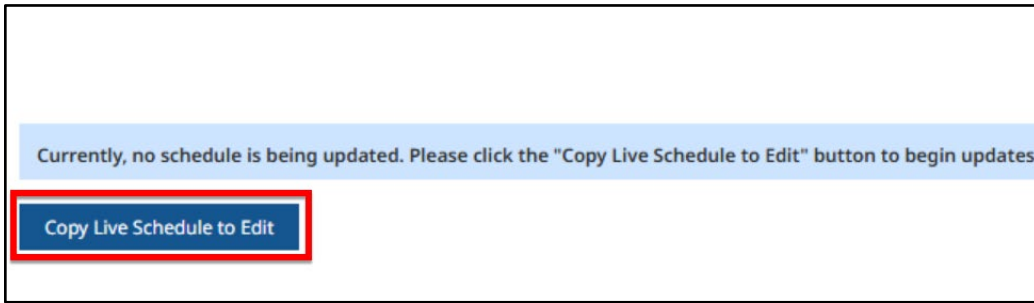 Currently, no schedule is being updated. Please click the "Copy Live Schedule to Edit" button to begin updates
Copy Live Schedule to Edit